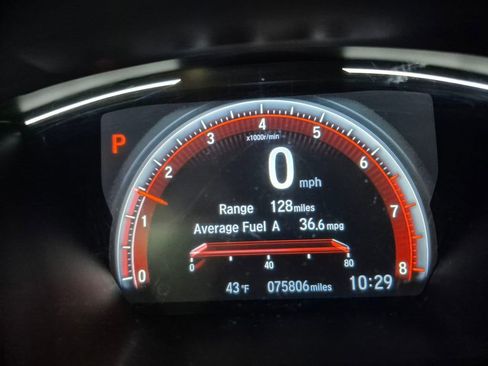 P
0 1 2 3 4 5 6 7 8
x1000r/min
0 mph
Range 128 miles
Average Fuel A 36.6 mpg
0 40 80
43°F 075806 miles 10:29